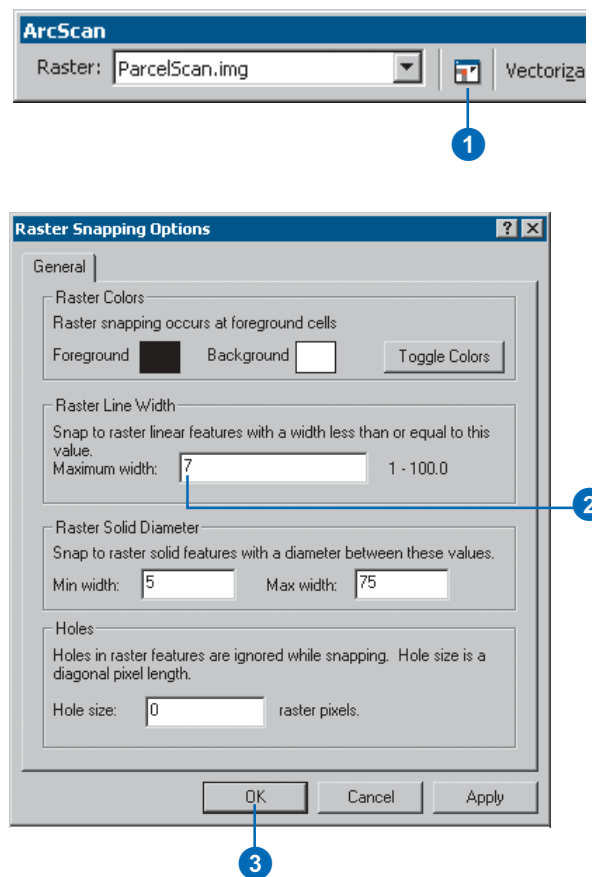 ArcScan
Raster: ParcelScan.img Vectoriza
1
Raster Snapping Options
General
Raster Colors
Raster snapping occurs at foreground cells
Foreground Background Toggle Colors
Raster Line Width
Snap to raster linear features with a width less than or equal to this
value.
Maximum width: 7 1 - 100.0
2
Raster Solid Diameter
Snap to raster solid features with a diameter between these values.
Min width: 5 Max width: 75
Holes
Holes in raster features are ignored while snapping. Hole size is a
diagonal pixel length.
Hole size: 0 raster pixels.
OK Cancel Apply
3